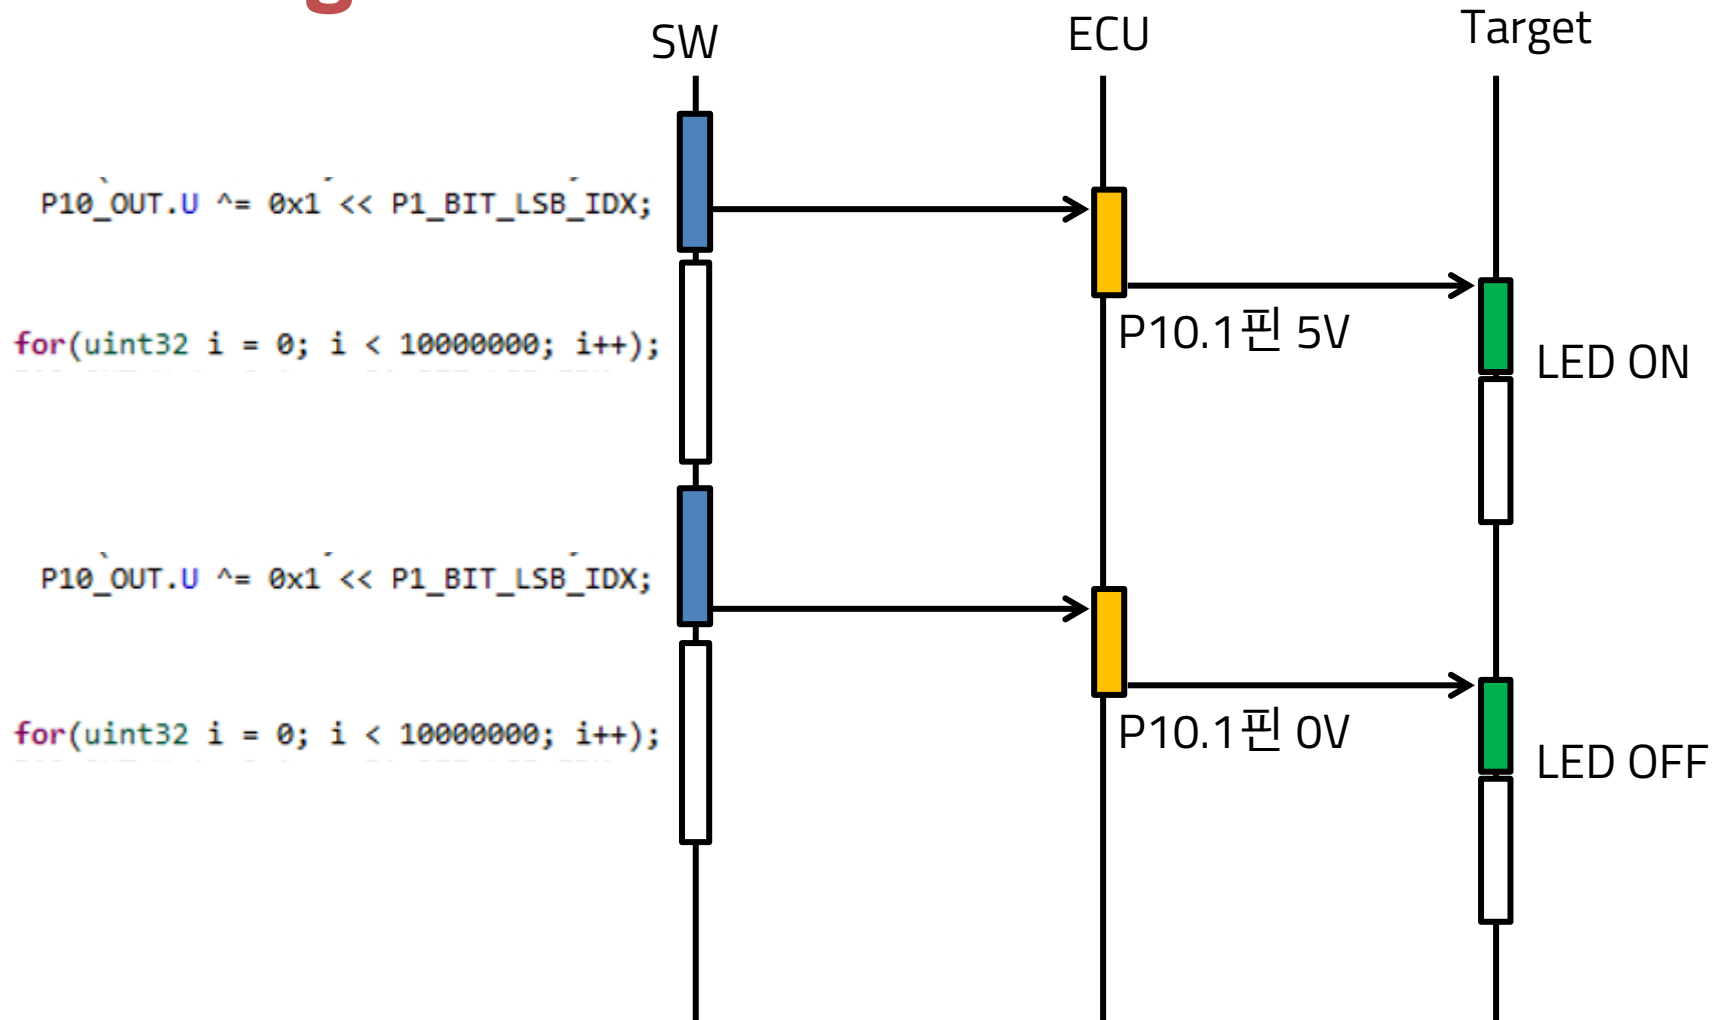 SW
ECU
Target
P10_OUT.U ^= 0x1 << P1_BIT_LSB_IDX;
for(uint32 i = 0; i < 10000000; i++);
P10.1핀 5V
LED ON
P10_OUT.U ^= 0x1 << P1_BIT_LSB_IDX;
for(uint32 i = 0; i < 10000000; i++);
P10.1핀 0V
LED OFF